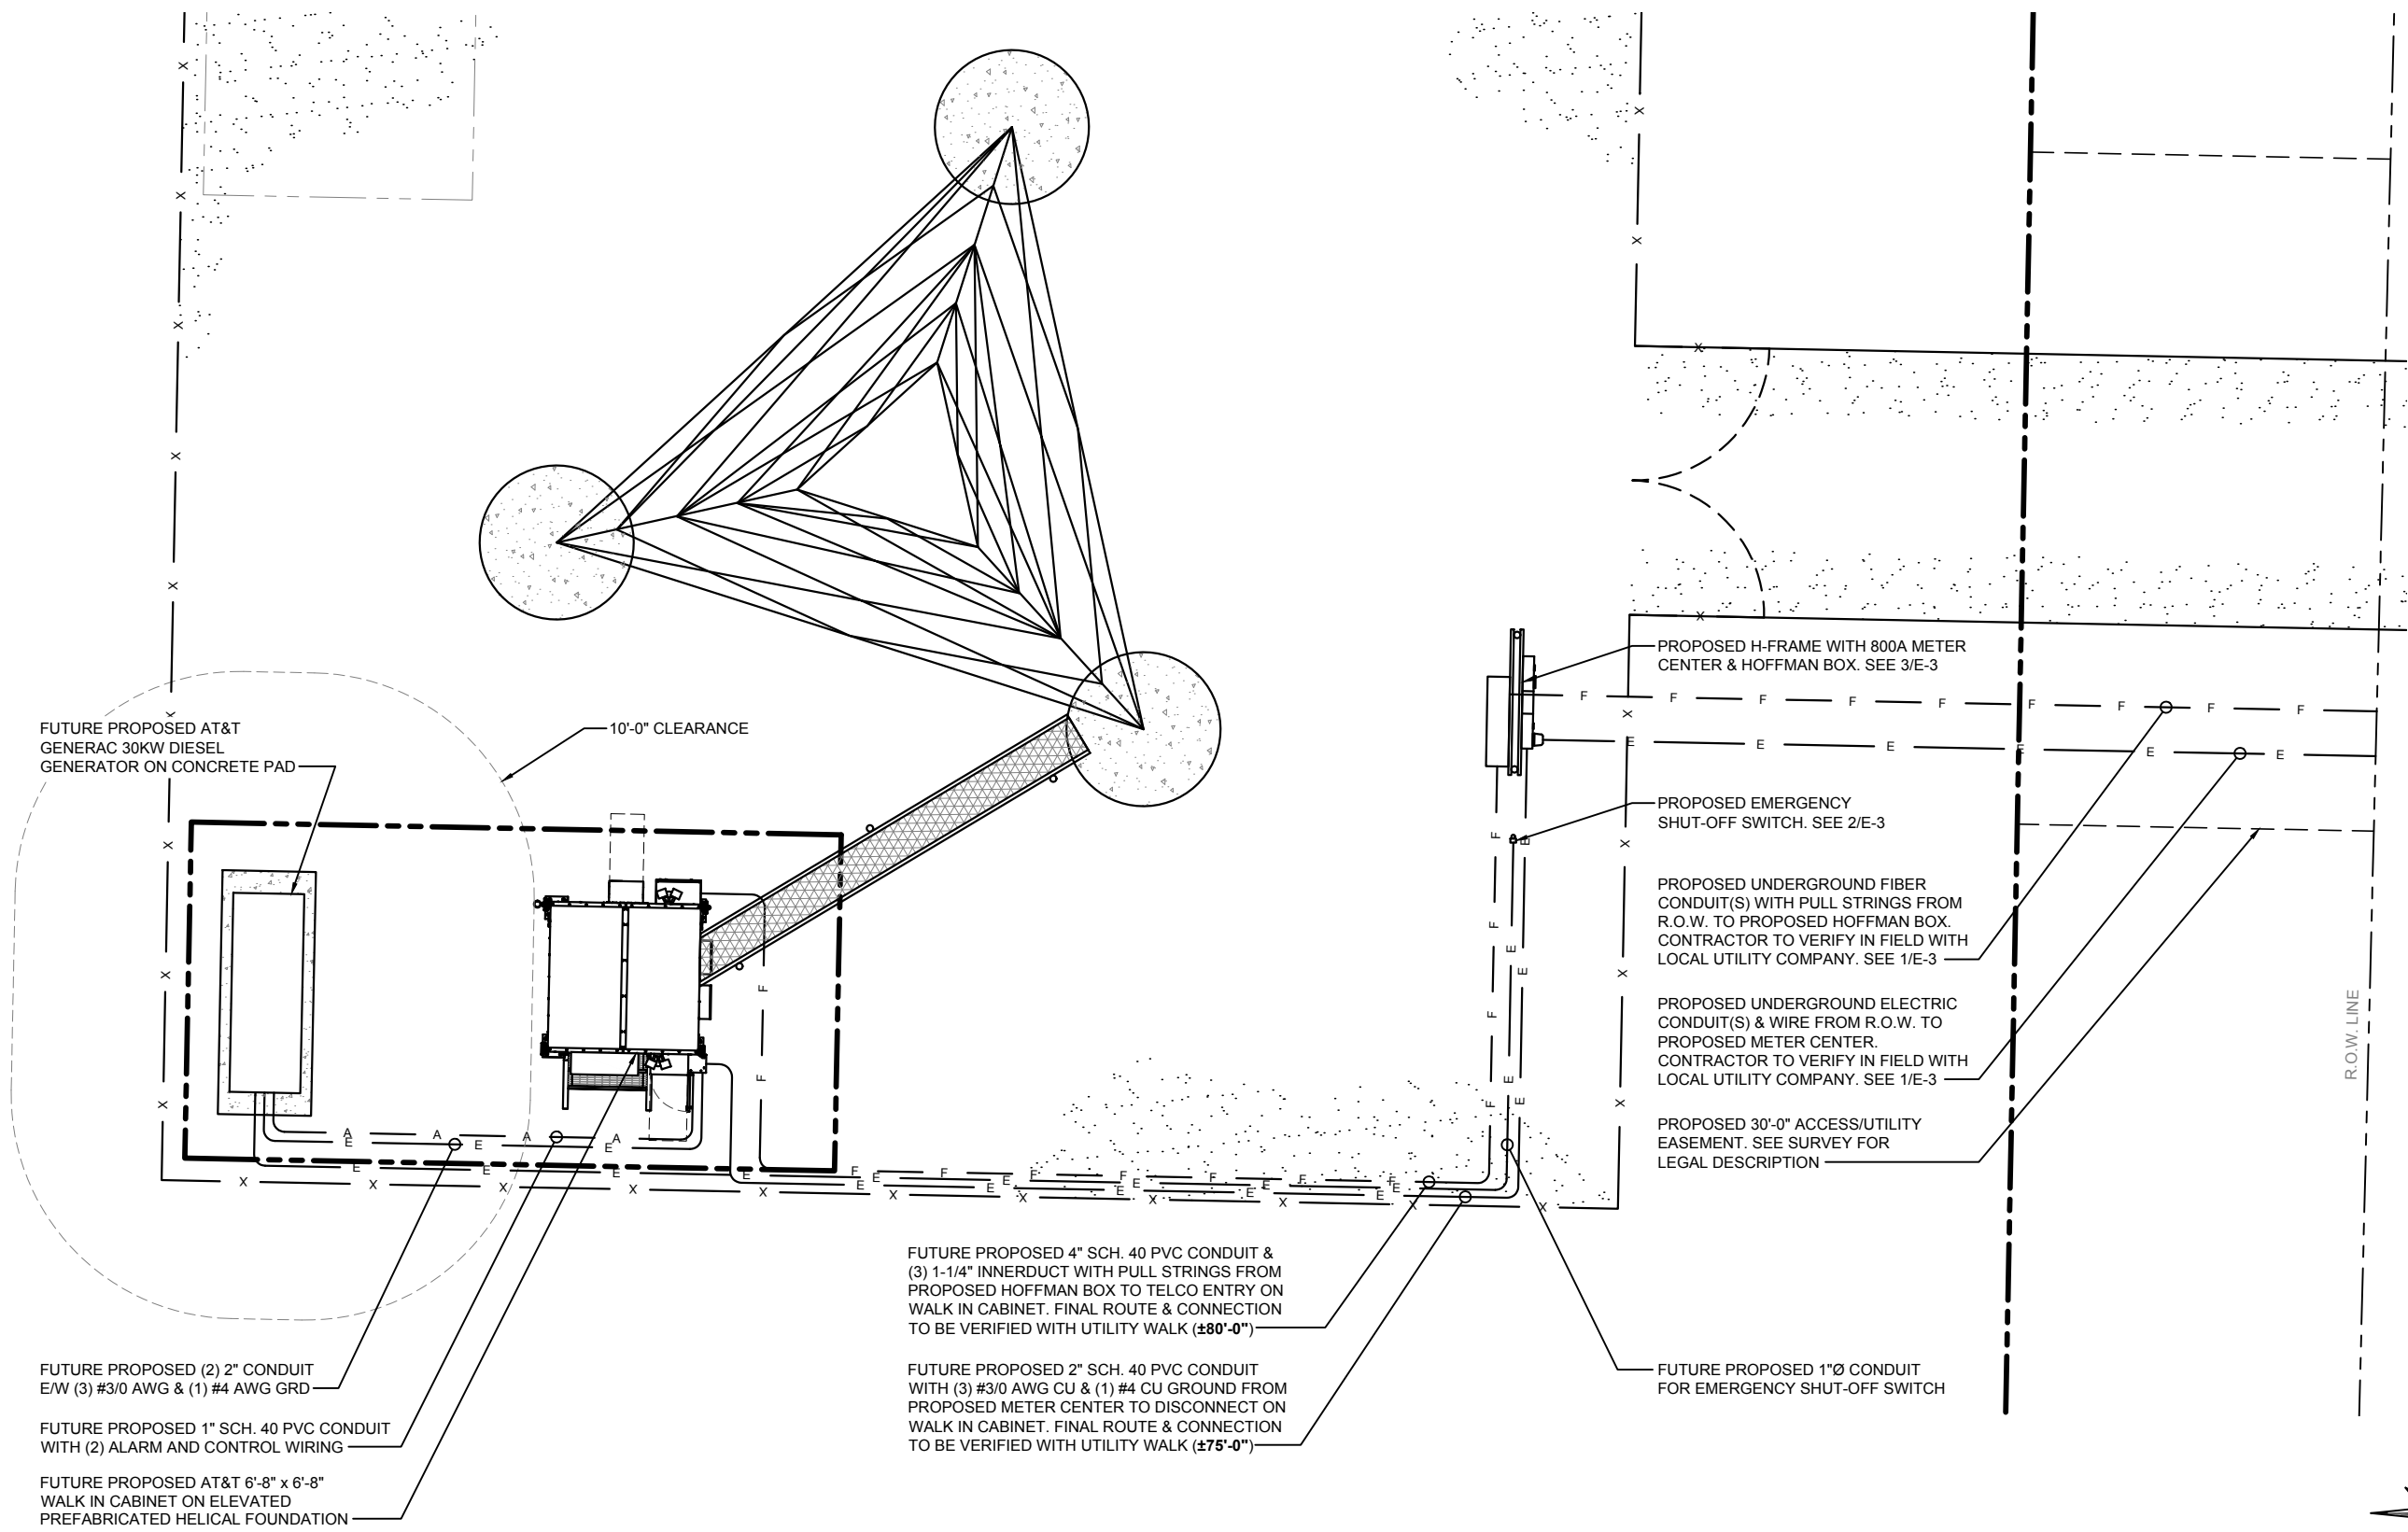 PROPOSED H-FRAME WITH 800A METER
CENTER & HOFFMAN BOX. SEE 3/E-3
FUTURE PROPOSED AT&T
GENERAC 30KW DIESEL
GENERATOR ON CONCRETE PAD
10'-0" CLEARANCE
PROPOSED EMERGENCY
SHUT-OFF SWITCH. SEE 2/E-3
PROPOSED UNDERGROUND FIBER
CONDUIT(S) WITH PULL STRINGS FROM
R.O.W. TO PROPOSED HOFFMAN BOX.
CONTRACTOR TO VERIFY IN FIELD WITH
LOCAL UTILITY COMPANY. SEE 1/E-3
PROPOSED UNDERGROUND ELECTRIC
CONDUIT(S) & WIRE FROM R.O.W. TO
PROPOSED METER CENTER.
CONTRACTOR TO VERIFY IN FIELD WITH
LOCAL UTILITY COMPANY. SEE 1/E-3
R.O.W. LINE
PROPOSED 30'-0" ACCESS/UTILITY
EASEMENT. SEE SURVEY FOR
LEGAL DESCRIPTION
FUTURE PROPOSED 4" SCH. 40 PVC CONDUIT &
(3) 1-1/4" INNERDUCT WITH PULL STRINGS FROM
PROPOSED HOFFMAN BOX TO TELCO ENTRY ON
WALK IN CABINET. FINAL ROUTE & CONNECTION
TO BE VERIFIED WITH UTILITY WALK (±80'-0")
FUTURE PROPOSED (2) 2" CONDUIT
E/W (3) #3/0 AWG & (1) #4 AWG GRD
FUTURE PROPOSED 2" SCH. 40 PVC CONDUIT
WITH (3) #3/0 AWG CU & (1) #4 CU GROUND FROM
PROPOSED METER CENTER TO DISCONNECT ON
WALK IN CABINET. FINAL ROUTE & CONNECTION
TO BE VERIFIED WITH UTILITY WALK (±75'-0")
FUTURE PROPOSED 1"Ø CONDUIT
FOR EMERGENCY SHUT-OFF SWITCH
FUTURE PROPOSED 1" SCH. 40 PVC CONDUIT
WITH (2) ALARM AND CONTROL WIRING
FUTURE PROPOSED AT&T 6'-8" x 6'-8"
WALK IN CABINET ON ELEVATED
PREFABRICATED HELICAL FOUNDATION